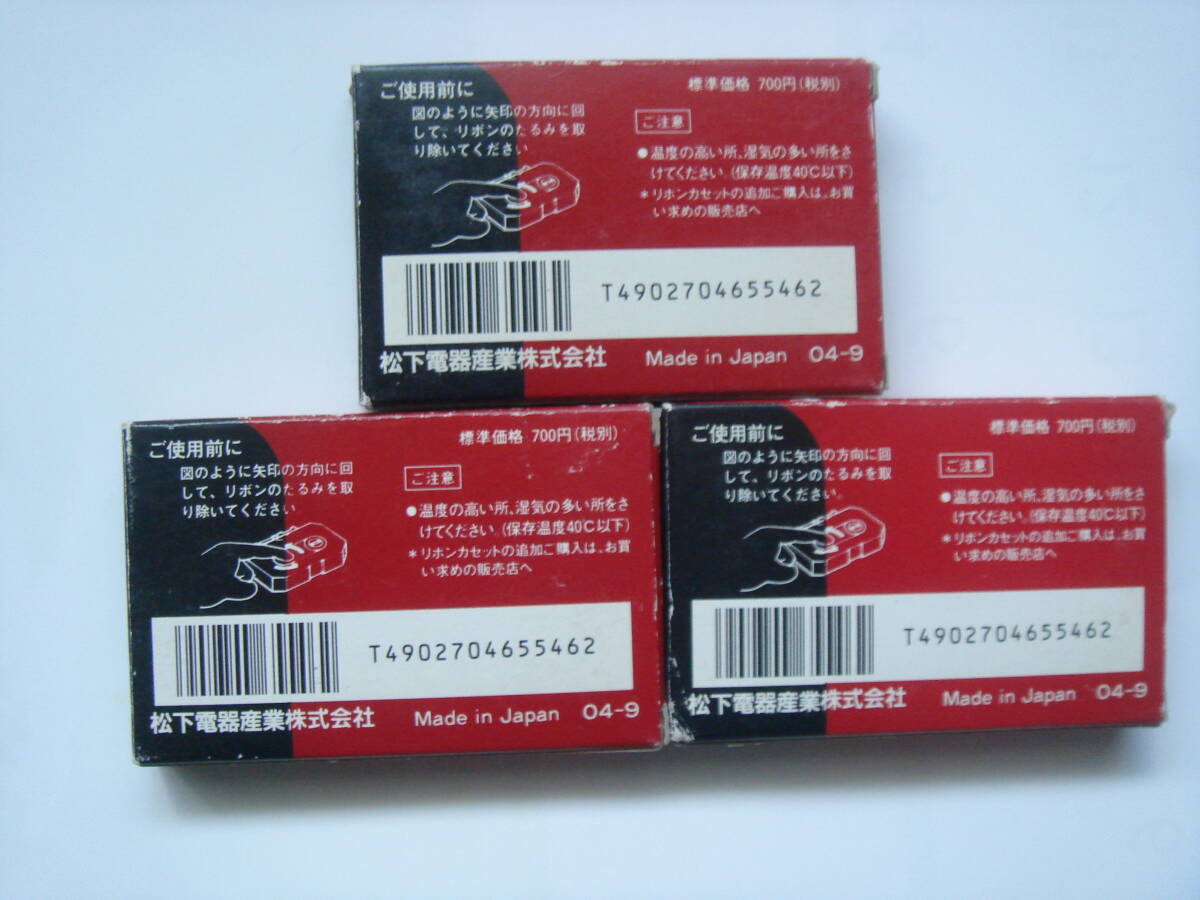 ご使用前に
図のように矢印の方向に回
して、リボンのたるみを取
り除いてください
標準価格 700円(税別)
ご注意
●温度の高い所、湿気の多い所をさ
けてください。(保存温度40℃以下)
*リホンカセットの追加ご購入は、お買
い求めの販売店へ
T4902704655462
松下電器産業株式会社 Made in Japan 04-9
ご使用前に
図のように矢印の方向に回
して、リボンのたるみを取
り除いてください
標準価格 700円(税別)
ご注意
●温度の高い所、湿気の多い所をさ
けてください。(保存温度40℃以下)
*リホンカセットの追加ご購入は、お買
い求めの販売店へ
T4902704655462
松下電器産業株式会社 Made in Japan 04-9
ご使用前に
図のように矢印の方向に回
して、リボンのたるみを取
り除いてください
標準価格 700円(税別)
ご注意
●温度の高い所、湿気の多い所をさ
けてください。(保存温度40℃以下)
*リホンカセットの追加ご購入は、お買
い求めの販売店へ
T4902704655462
松下電器産業株式会社 Made in Japan 04-9